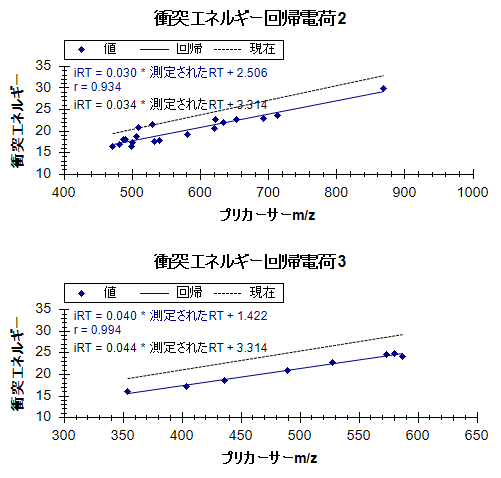 衝突エネルギー回帰電荷2
値 回帰 現在
iRT = 0.030 * 測定されたRT + 2.506
r = 0.934
iRT = 0.034 * 測定されたRT + 3.314
衝突エネルギー
35
30
25
20
15
10
400 500 600 700 800 900 1000
プリカーサーm/z
衝突エネルギー回帰電荷3
値 回帰 現在
iRT = 0.040 * 測定されたRT + 1.422
r = 0.994
iRT = 0.044 * 測定されたRT + 3.314
衝突エネルギー
35
30
25
20
15
10
300 350 400 450 500 550 600 650
プリカーサーm/z